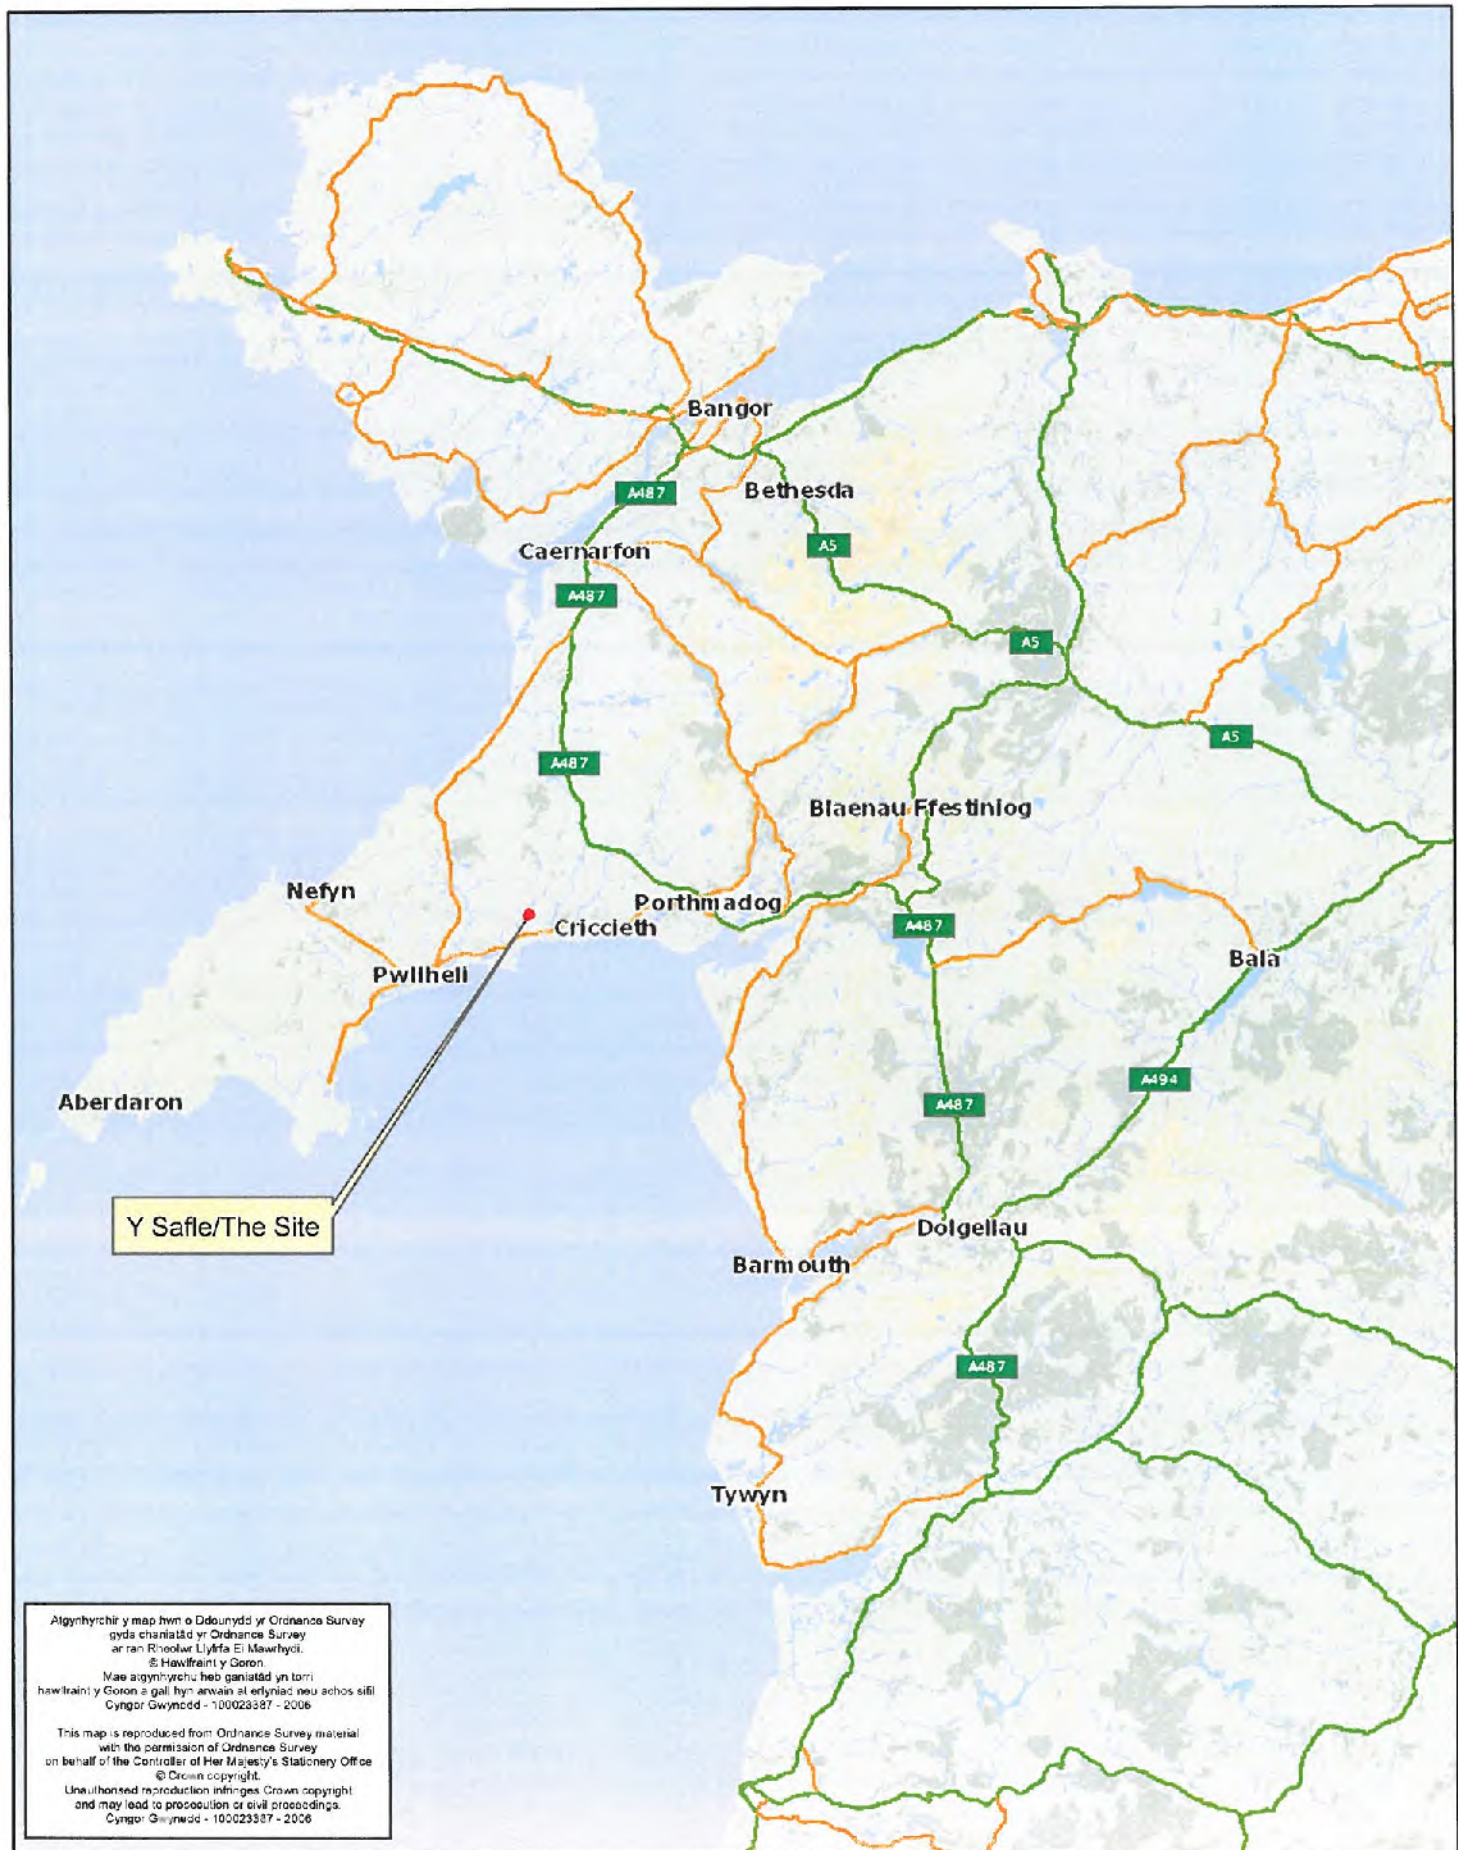 Bangor
A487
Bethesda
Caernarfon
A5
A487
A5
A5
A487
Blaenau Ffestiniog
Nefyn
Porthmadog
Criccieth
A487
Pwllheli
Bala
A494
Aberdaron
A487
Y Safle/The Site
Dolgellau
Barmouth
A487
Tywyn
Atgynhyrchir y map hwn o Ddeunydd yr Ordnance Survey
gyda chaniatâd yr Ordnance Survey
ar ran Rheolwr Llyfrfa Ei Mawrhydi.
© Hawlfraint y Goron.
Mae atgynhyrchu heb ganiatâd yn torri
hawlfraint y Goron a gall hyn arwain at erlyniad neu achos sifil
Cyngor Gwynedd - 100023387 - 2006
This map is reproduced from Ordnance Survey material
with the permission of Ordnance Survey
on behalf of the Controller of Her Majesty's Stationery Office
© Crown copyright.
Unauthorised reproduction infringes Crown copyright
and may lead to prosecution or civil proceedings.
Cyngor Gwynedd - 100023387 - 2006